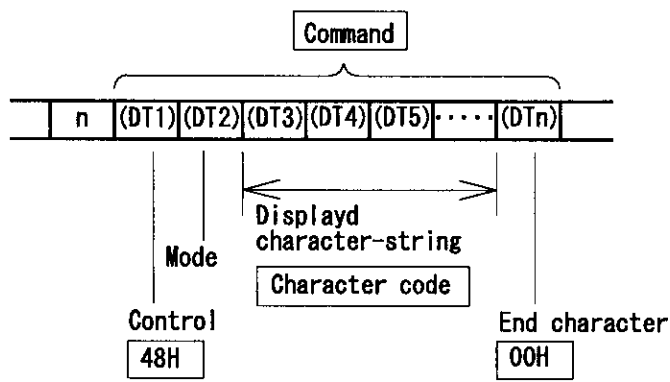 Command
n (DT1) (DT2) (DT3) (DT4) (DT5) ····· (DTn)
Displayd
character-string
Mode
Character code
Control
End character
48H
00H